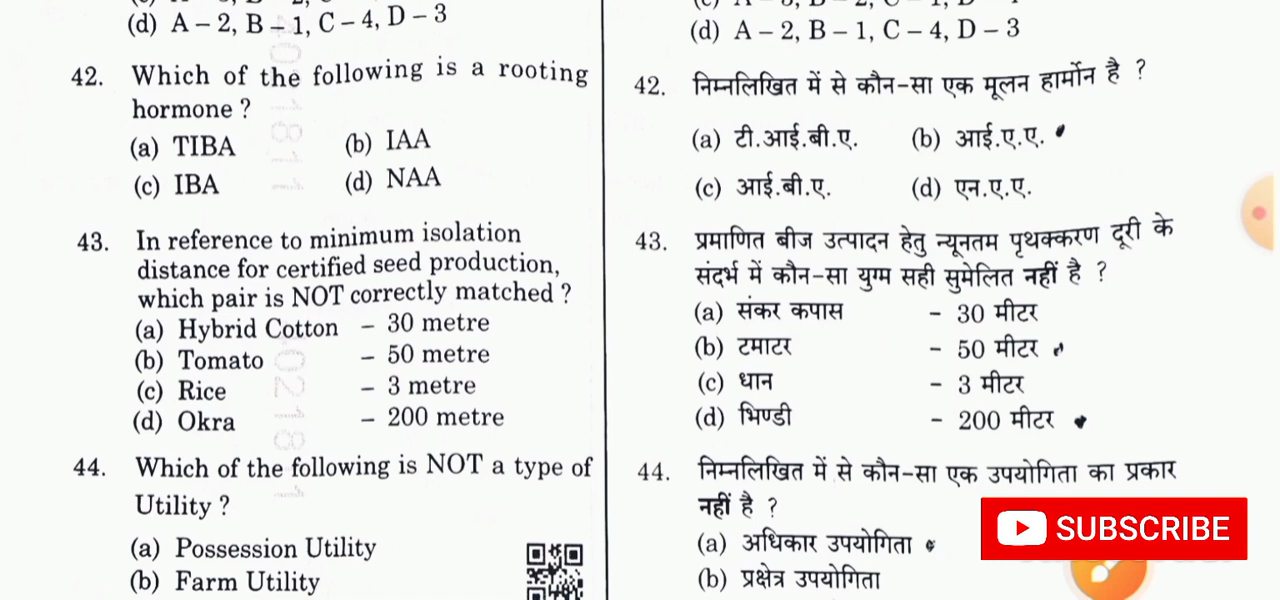 (d) A – 2, B – 1, C – 4, D – 3
42. Which of the following is a rooting
hormone ?
(a) TIBA (b) IAA
(c) IBA (d) NAA
43. In reference to minimum isolation
distance for certified seed production,
which pair is NOT correctly matched ?
(a) Hybrid Cotton – 30 metre
(b) Tomato – 50 metre
(c) Rice – 3 metre
(d) Okra – 200 metre
44. Which of the following is NOT a type of
Utility ?
(a) Possession Utility
(b) Farm Utility
(d) A – 2, B – 1, C – 4, D – 3
42. निम्नलिखित में से कौन-सा एक मूलन हार्मोन है ?
(a) टी.आई.बी.ए. (b) आई.ए.ए.
(c) आई.बी.ए. (d) एन.ए.ए.
43. प्रमाणित बीज उत्पादन हेतु न्यूनतम पृथक्करण दूरी के
संदर्भ में कौन-सा युग्म सही सुमेलित नहीं है ?
(a) संकर कपास – 30 मीटर
(b) टमाटर – 50 मीटर
(c) धान – 3 मीटर
(d) भिण्डी – 200 मीटर
44. निम्नलिखित में से कौन-सा एक उपयोगिता का प्रकार
नहीं है ?
(a) अधिकार उपयोगिता
(b) प्रक्षेत्र उपयोगिता
SUBSCRIBE